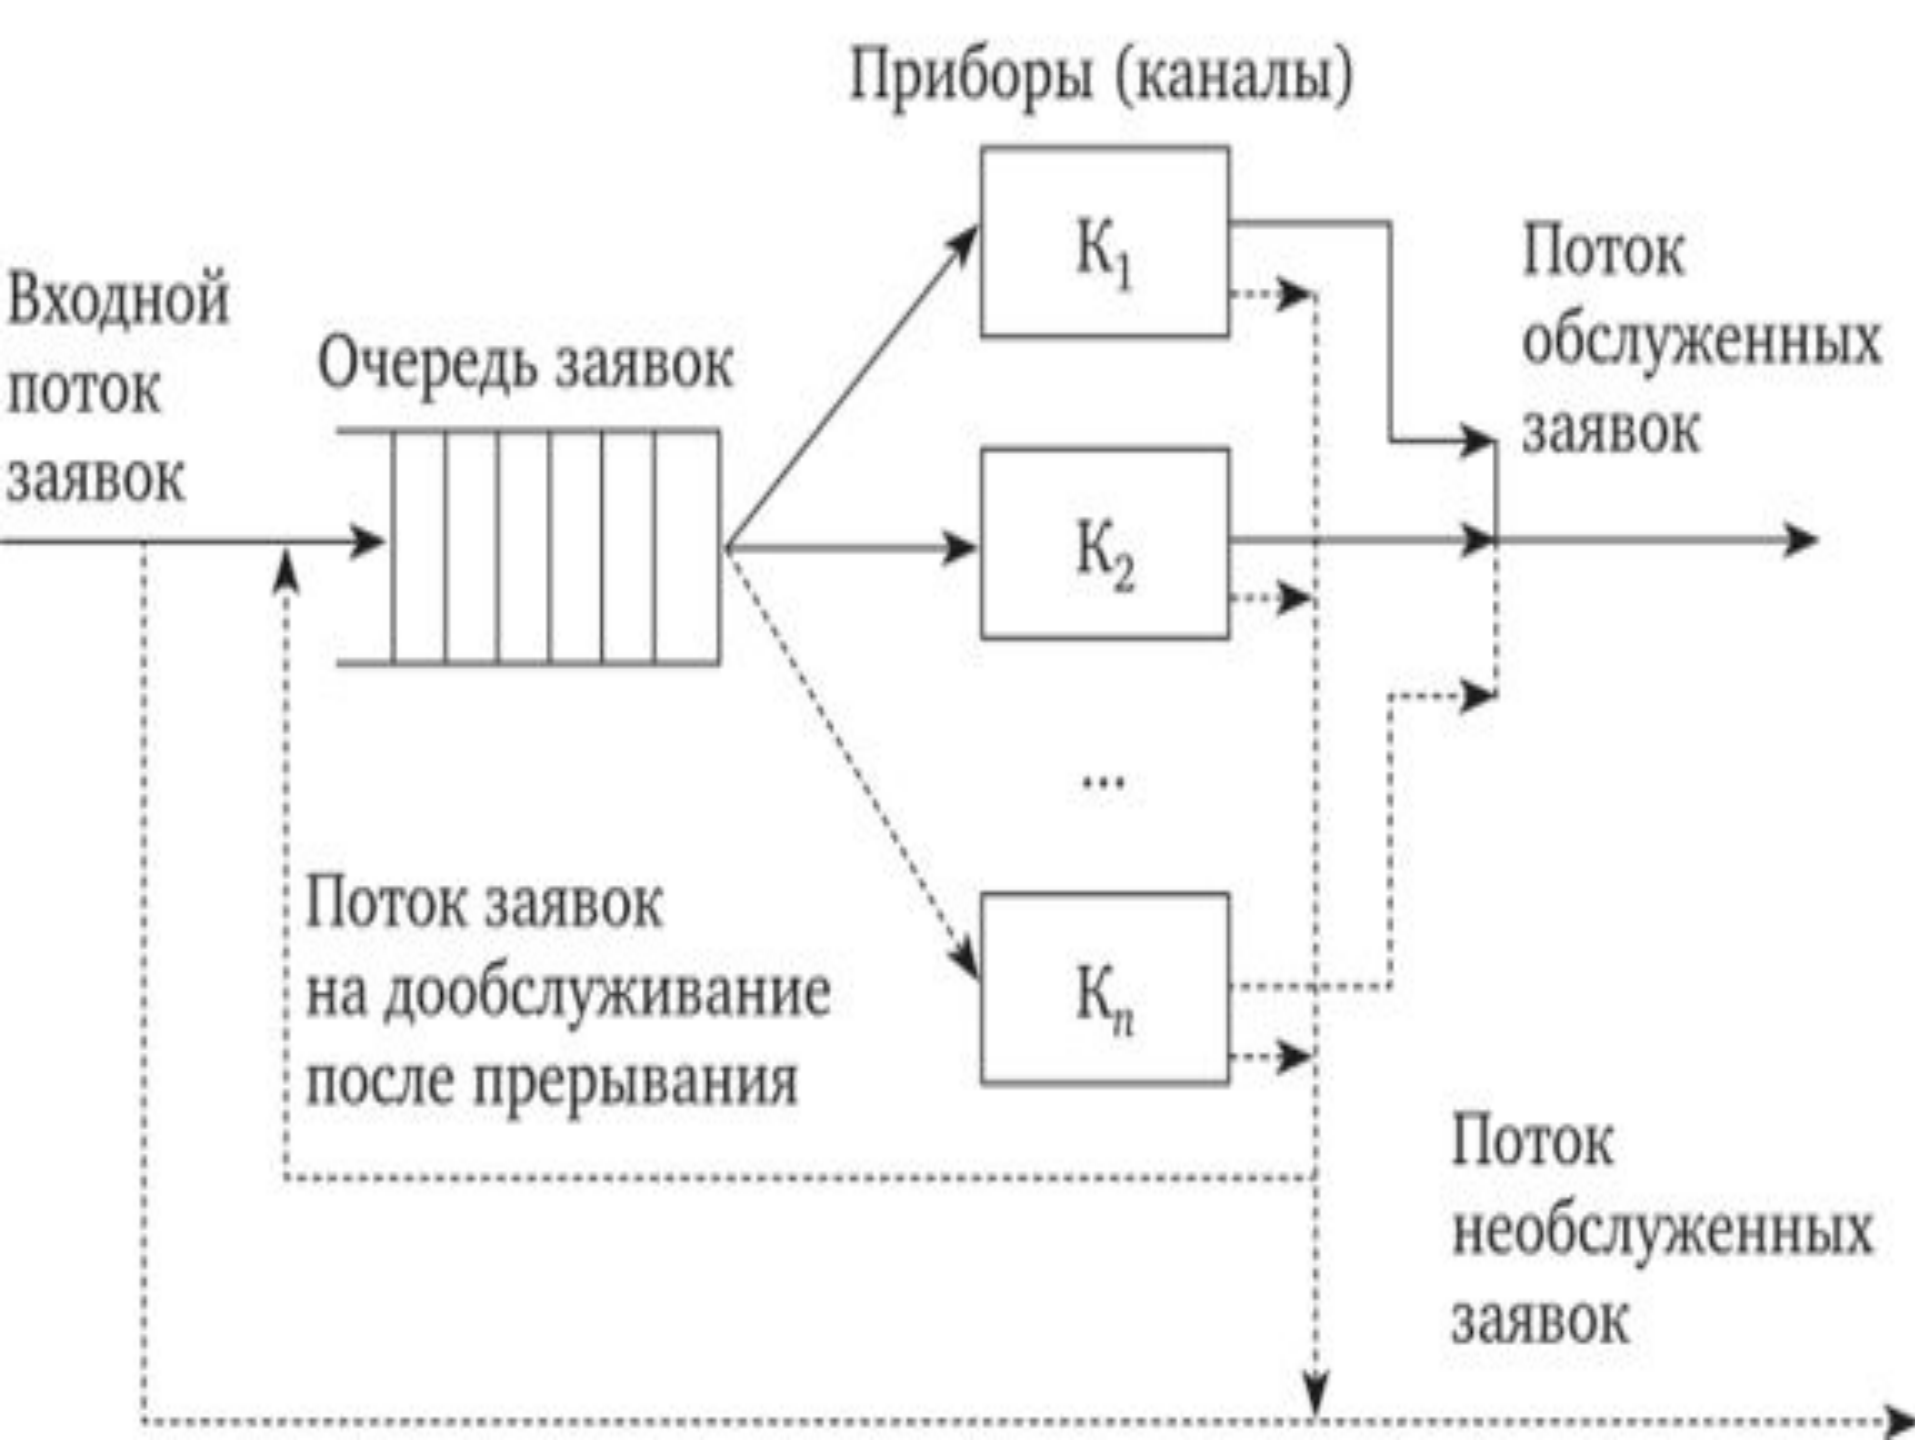 Приборы (каналы)
Входной
поток
заявок
Очередь заявок
К1
К2
...
Кn
Поток
обслуженных
заявок
Поток заявок
на дообслуживание
после прерывания
Поток
необслуженных
заявок